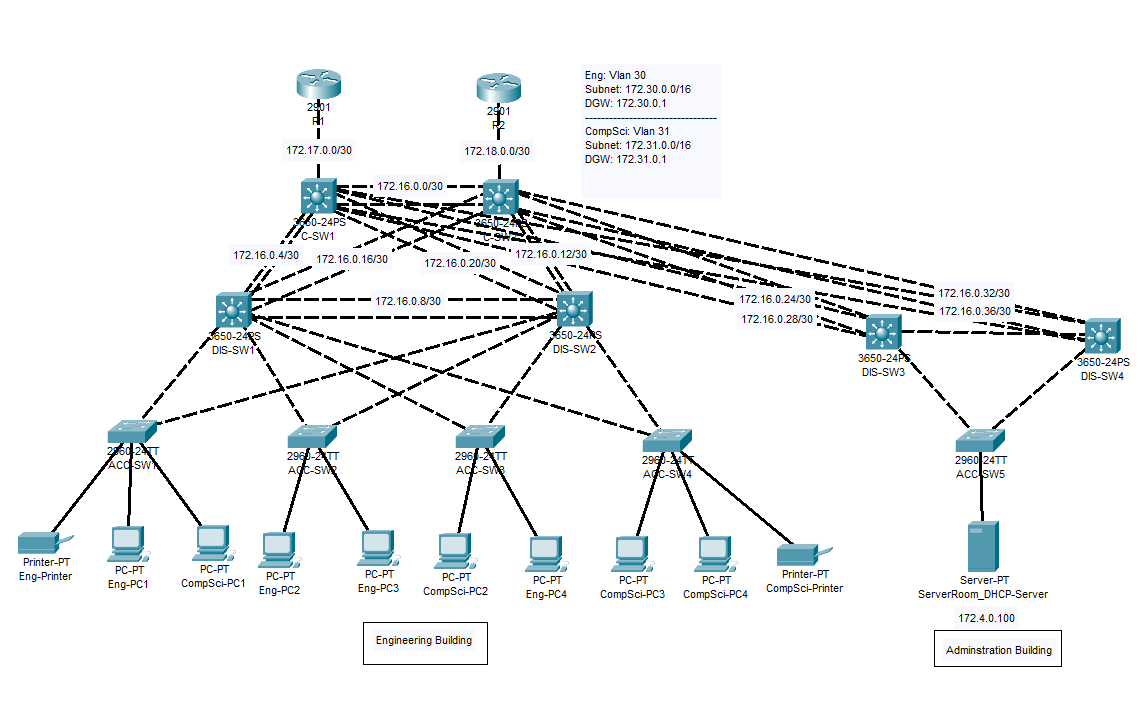 2901
R1
2901
R2
Eng: Vlan 30
Subnet: 172.30.0.0/16
DGW: 172.30.0.1
CompSci: Vlan 31
Subnet: 172.31.0.0/16
DGW: 172.31.0.1
172.17.0.0/30
172.18.0.0/30
172.16.0.0/30
3650-24PS
C-SW1
3650-24PS
172.16.0.4/30
172.16.0.16/30
172.16.0.20/30
172.16.0.12/30
172.16.0.8/30
172.16.0.24/30
172.16.0.28/30
172.16.0.32/30
172.16.0.36/30
3650-24PS
DIS-SW1
3650-24PS
DIS-SW2
3650-24PS
DIS-SW3
3650-24PS
DIS-SW4
2960-24TT
ACC-SW1
2960-24TT
ACC-SW2
2960-24TT
ACC-SW3
2960-24TT
ACC-SW4
2960-24TT
ACC-SW5
Printer-PT
Eng-Printer
PC-PT
Eng-PC1
PC-PT
CompSci-PC1
PC-PT
Eng-PC2
PC-PT
Eng-PC3
PC-PT
CompSci-PC2
PC-PT
Eng-PC4
PC-PT
CompSci-PC3
PC-PT
CompSci-PC4
Printer-PT
CompSci-Printer
Server-PT
ServerRoom_DHCP-Server
172.4.0.100
Engineering Building
Adminstration Building